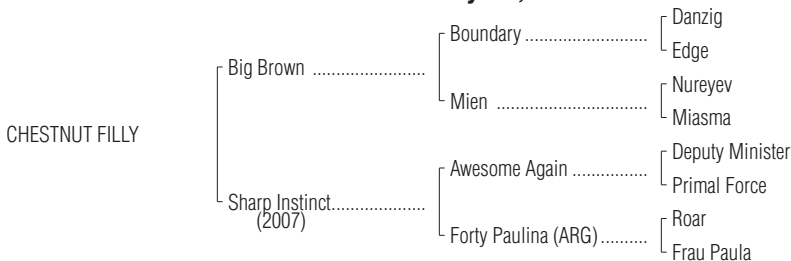 Danzig
Boundary ..............................
Edge
Big Brown ........................
Nureyev
Mien ....................................
Miasma
CHESTNUT FILLY
Deputy Minister
Awesome Again ................
Primal Force
Sharp Instinct....................
(2007)
Roar
Forty Paulina (ARG)..........
Frau Paula